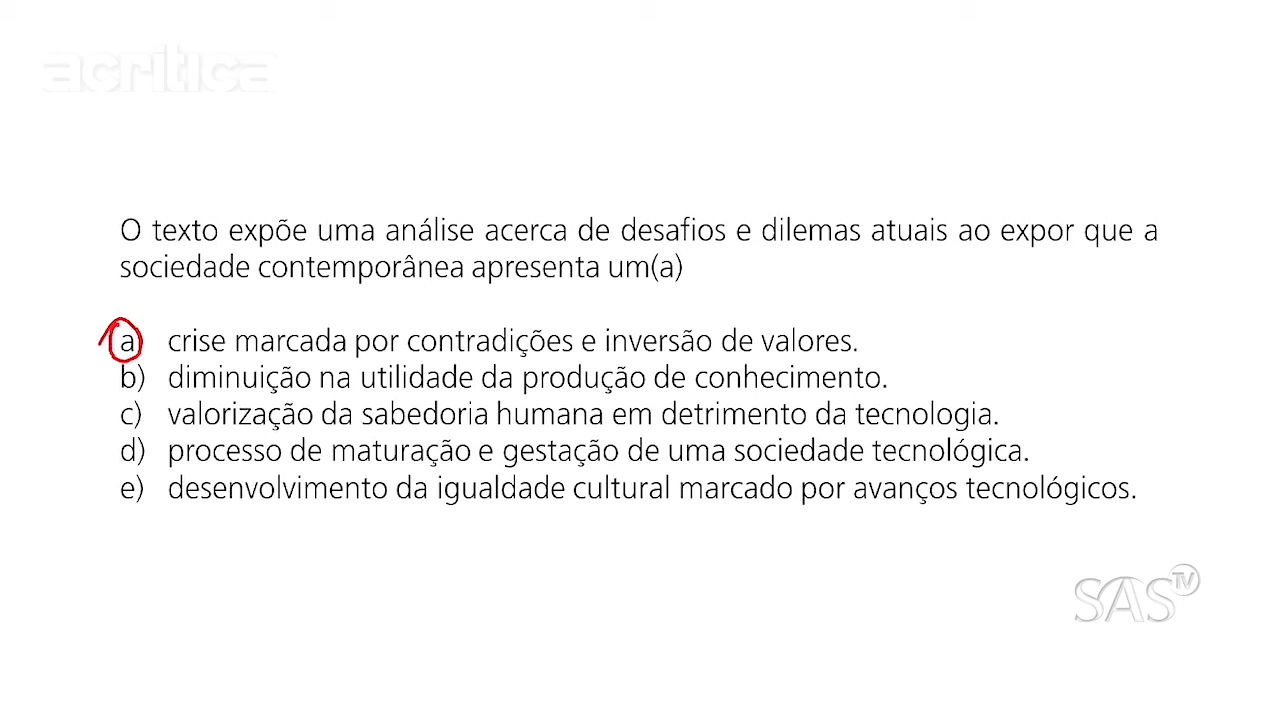 acrítica
O texto expõe uma análise acerca de desafios e dilemas atuais ao expor que a
sociedade contemporânea apresenta um(a)
a) crise marcada por contradições e inversão de valores.
b) diminuição na utilidade da produção de conhecimento.
c) valorização da sabedoria humana em detrimento da tecnologia.
d) processo de maturação e gestação de uma sociedade tecnológica.
e) desenvolvimento da igualdade cultural marcado por avanços tecnológicos.
SAS TV